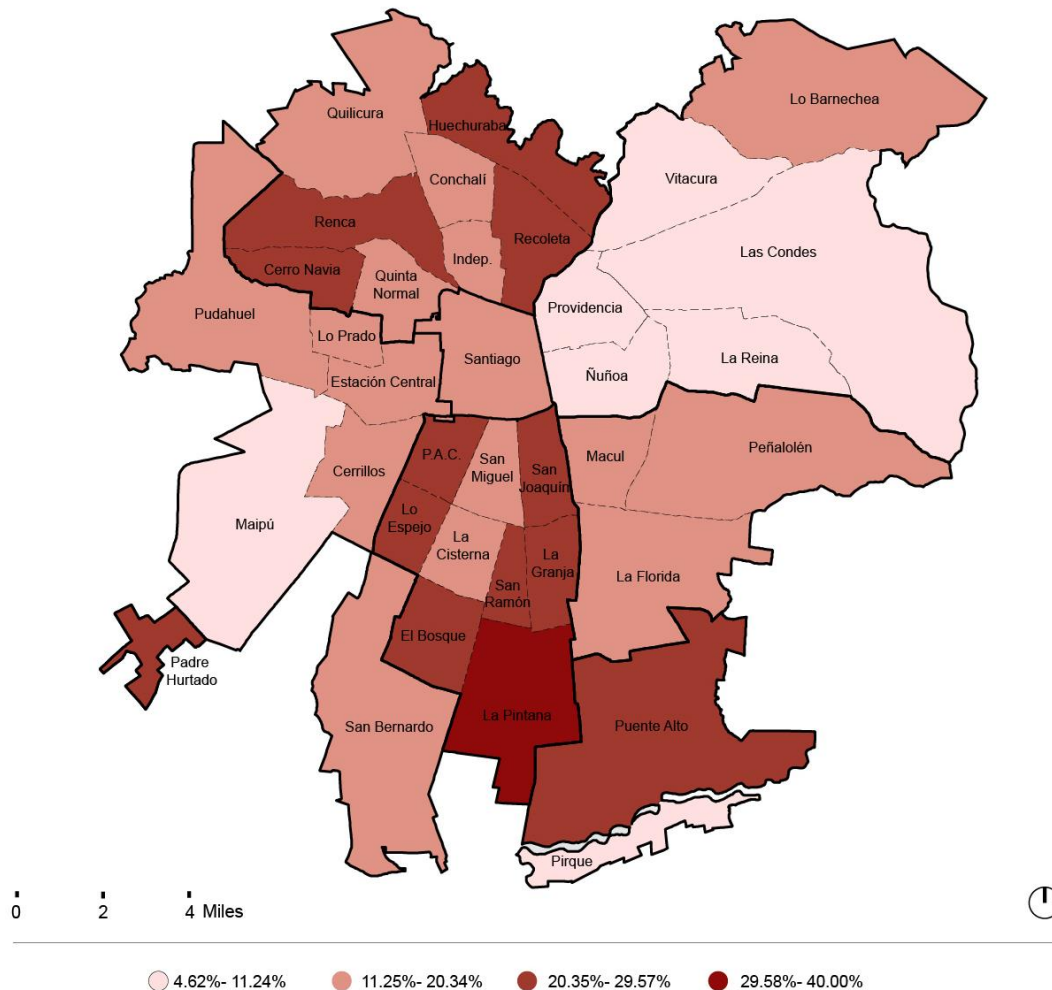 Lo Barnechea
Quilicura
Huechuraba
Conchalí
Vitacura
Renca
Recoleta
Las Condes
Indep.
Cerro Navia
Quinta
Normal
Pudahuel
Providencia
Lo Prado
Santiago
La Reina
Estación Central
Ñuñoa
P.A.C.
San
Miguel
San
Joaquín
Macul
Peñalolén
Cerrillos
Lo
Espejo
Maipú
La
Cisterna
La
Granja
San
Ramón
La Florida
El Bosque
Padre
Hurtado
La Pintana
San Bernardo
Puente Alto
Pirque
0 2 4 Miles
4.62%- 11.24% 11.25%- 20.34% 20.35%- 29.57% 29.58%- 40.00%